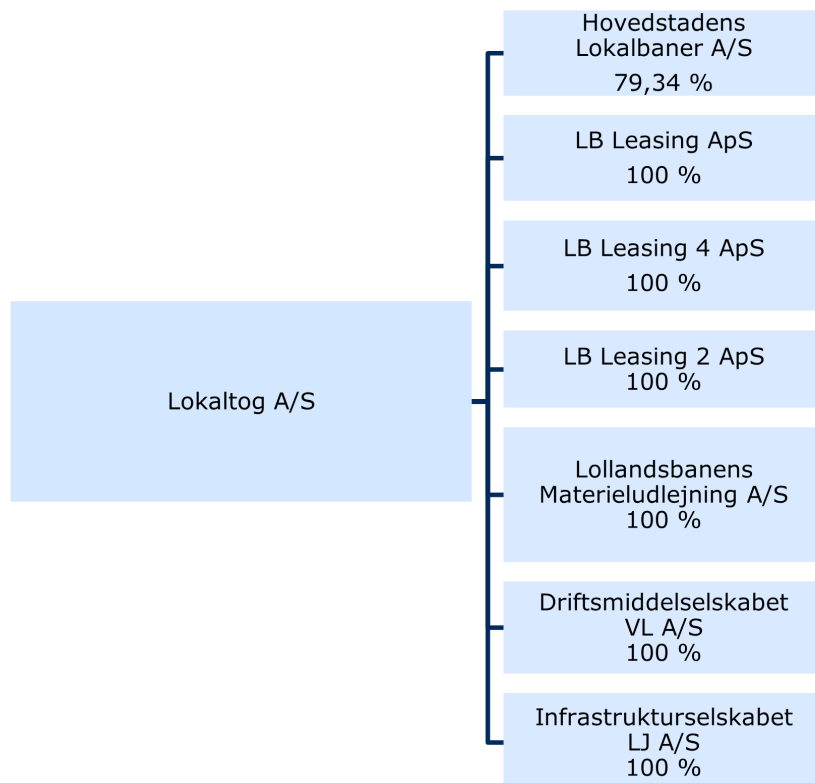 Lokaltog A/S
Hovedstadens
Lokalbaner A/S
79,34 %
LB Leasing ApS
100 %
LB Leasing 4 ApS
100 %
LB Leasing 2 ApS
100 %
Lollandsbanens
Materieludlejning A/S
100 %
Driftsmiddelselskabet
VL A/S
100 %
Infrastrukturselskabet
LJ A/S
100 %